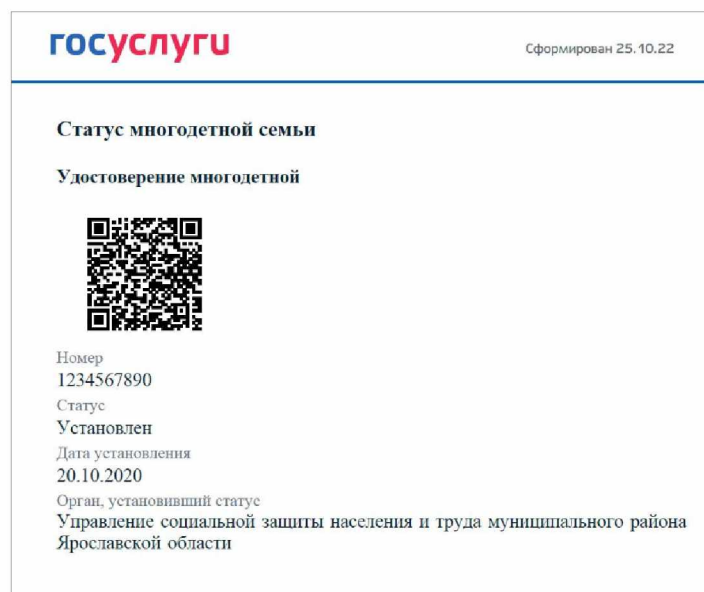 госуслуги
Сформирован 25.10.22
Статус многодетной семьи
Удостоверение многодетной
Номер
1234567890
Статус
Установлен
Дата установления
20.10.2020
Орган, установивший статус
Управление социальной защиты населения и труда муниципального района
Ярославской области